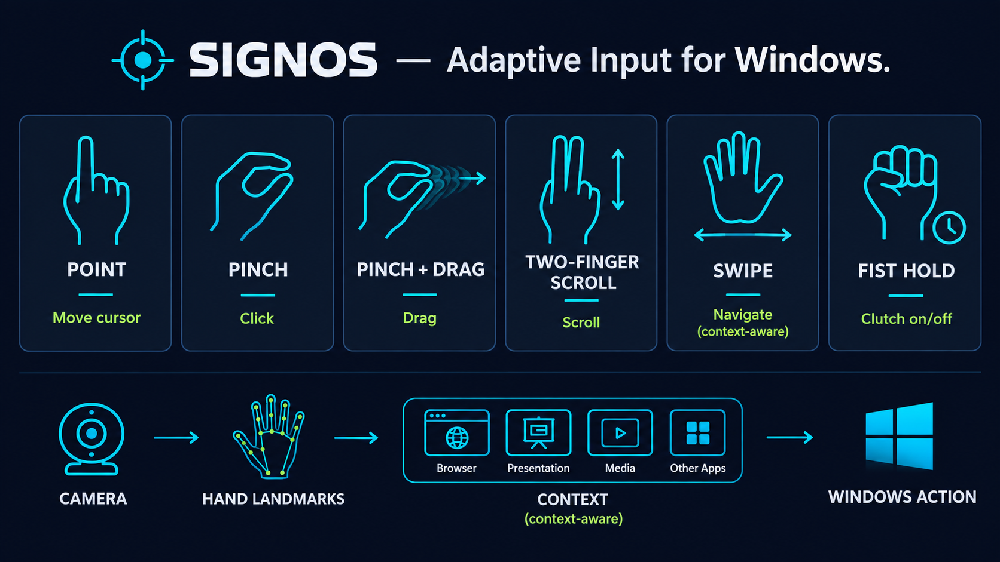 SIGNOS — Adaptive Input for Windows.
POINT
Move cursor
PINCH
Click
PINCH + DRAG
Drag
TWO-FINGER
SCROLL
Scroll
SWIPE
Navigate
(context-aware)
FIST HOLD
Clutch on/off
CAMERA
HAND LANDMARKS
Browser
Presentation
Media
Other Apps
CONTEXT
(context-aware)
WINDOWS ACTION